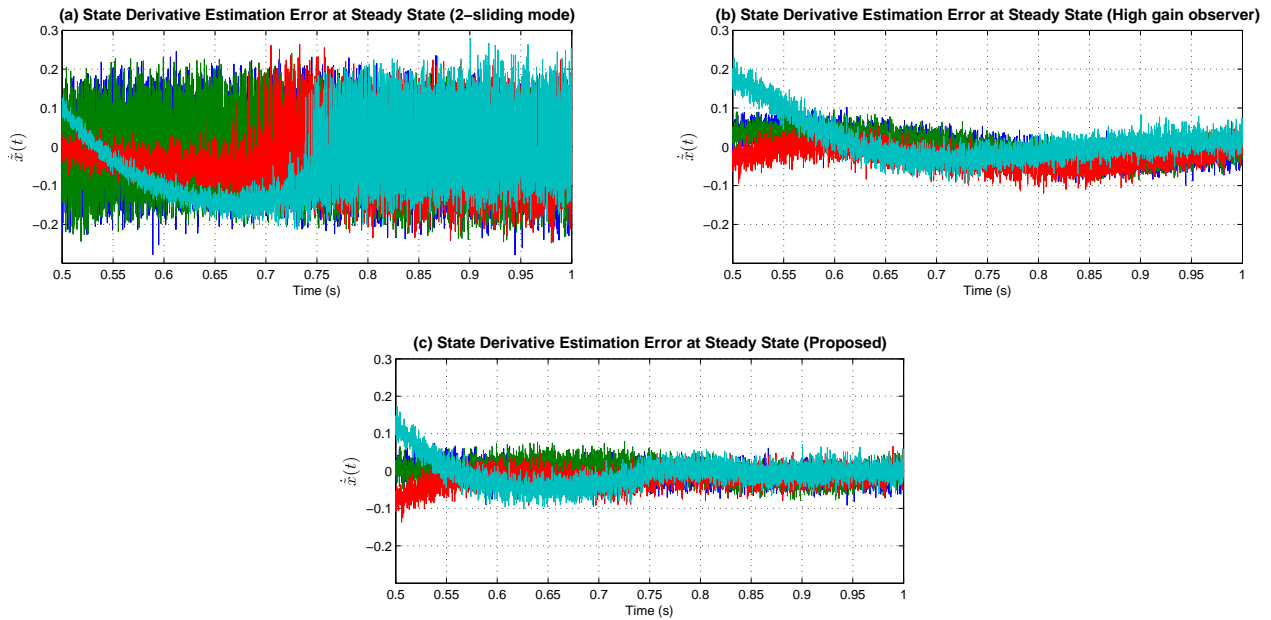 (a) State Derivative Estimation Error at Steady State (2−sliding mode)
0.3
0.2
0.1
0
−0.1
−0.2
0.5 0.55 0.6 0.65 0.7 0.75 0.8 0.85 0.9 0.95 1
Time (s)
$\dot{\tilde{x}}(t)$
(b) State Derivative Estimation Error at Steady State (High gain observer)
0.3
0.2
0.1
0
−0.1
−0.2
0.5 0.55 0.6 0.65 0.7 0.75 0.8 0.85 0.9 0.95 1
Time (s)
$\dot{\tilde{x}}(t)$
(c) State Derivative Estimation Error at Steady State (Proposed)
0.3
0.2
0.1
0
−0.1
−0.2
0.5 0.55 0.6 0.65 0.7 0.75 0.8 0.85 0.9 0.95 1
Time (s)
$\dot{\tilde{x}}(t)$